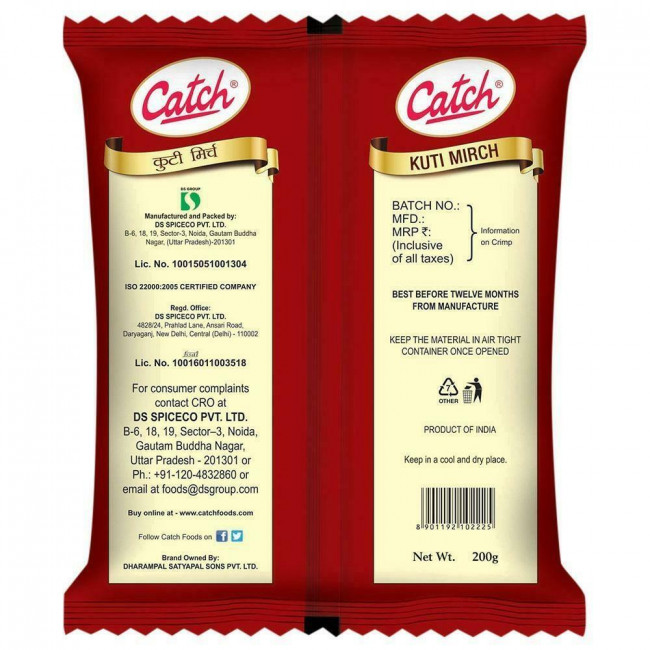 Catch®
कुटी मिर्च
DS GROUP
Manufactured and Packed by:
DS SPICECO PVT. LTD.
B-6, 18, 19, Sector-3, Noida, Gautam Buddha
Nagar, (Uttar Pradesh)-201301
Lic. No. 10015051001304
ISO 22000:2005 CERTIFIED COMPANY
Regd. Office:
DS SPICECO PVT. LTD.
4828/24, Prahlad Lane, Ansari Road,
Daryaganj, New Delhi, Central (Delhi) - 110002
fssai
Lic. No. 10016011003518
For consumer complaints
contact CRO at
DS SPICECO PVT. LTD.
B-6, 18, 19, Sector–3, Noida,
Gautam Buddha Nagar,
Uttar Pradesh - 201301 or
Ph.: +91-120-4832860 or
email at foods@dsgroup.com
Buy online at - www.catchfoods.com
Follow Catch Foods on
Brand Owned By:
DHARAMPAL SATYAPAL SONS PVT. LTD.
Catch®
KUTI MIRCH
BATCH NO.:
MFD.:
MRP ₹:
(Inclusive
of all taxes)
Information
on Crimp
BEST BEFORE TWELVE MONTHS
FROM MANUFACTURE
KEEP THE MATERIAL IN AIR TIGHT
CONTAINER ONCE OPENED
7
OTHER
PRODUCT OF INDIA
Keep in a cool and dry place.
8 901192 102225
Net Wt. 200g